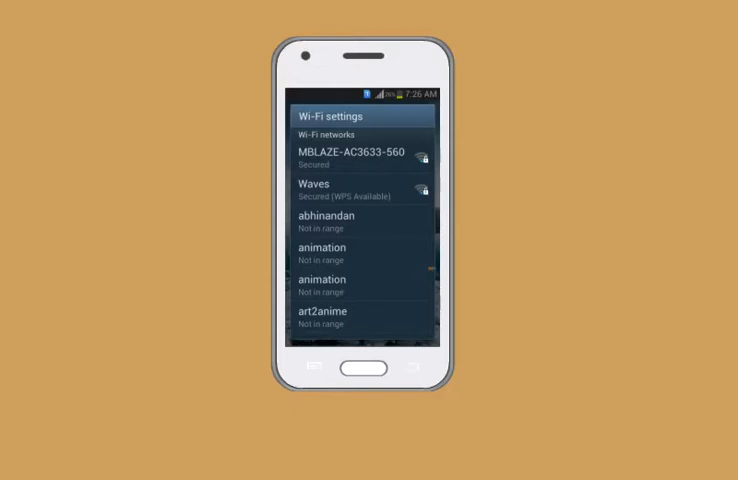 26% 7:26 AM
Wi-Fi settings
Wi-Fi networks
MBLAZE-AC3633-560
Secured
Waves
Secured (WPS Available)
abhinandan
Not in range
animation
Not in range
animation
Not in range
art2anime
Not in range